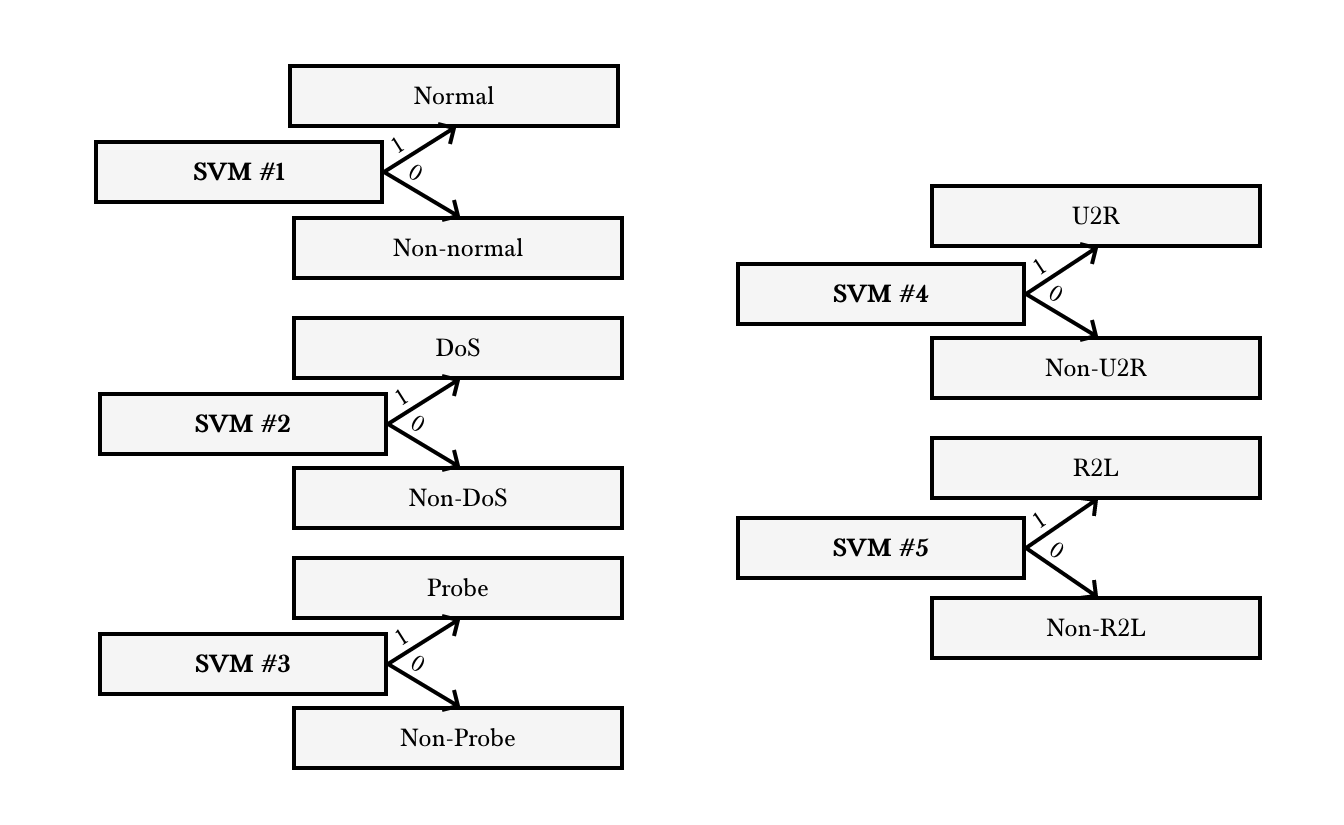 Normal
1
SVM #1
0
Non-normal
DoS
1
SVM #2
0
Non-DoS
Probe
1
SVM #3
0
Non-Probe
U2R
1
SVM #4
0
Non-U2R
R2L
1
SVM #5
0
Non-R2L